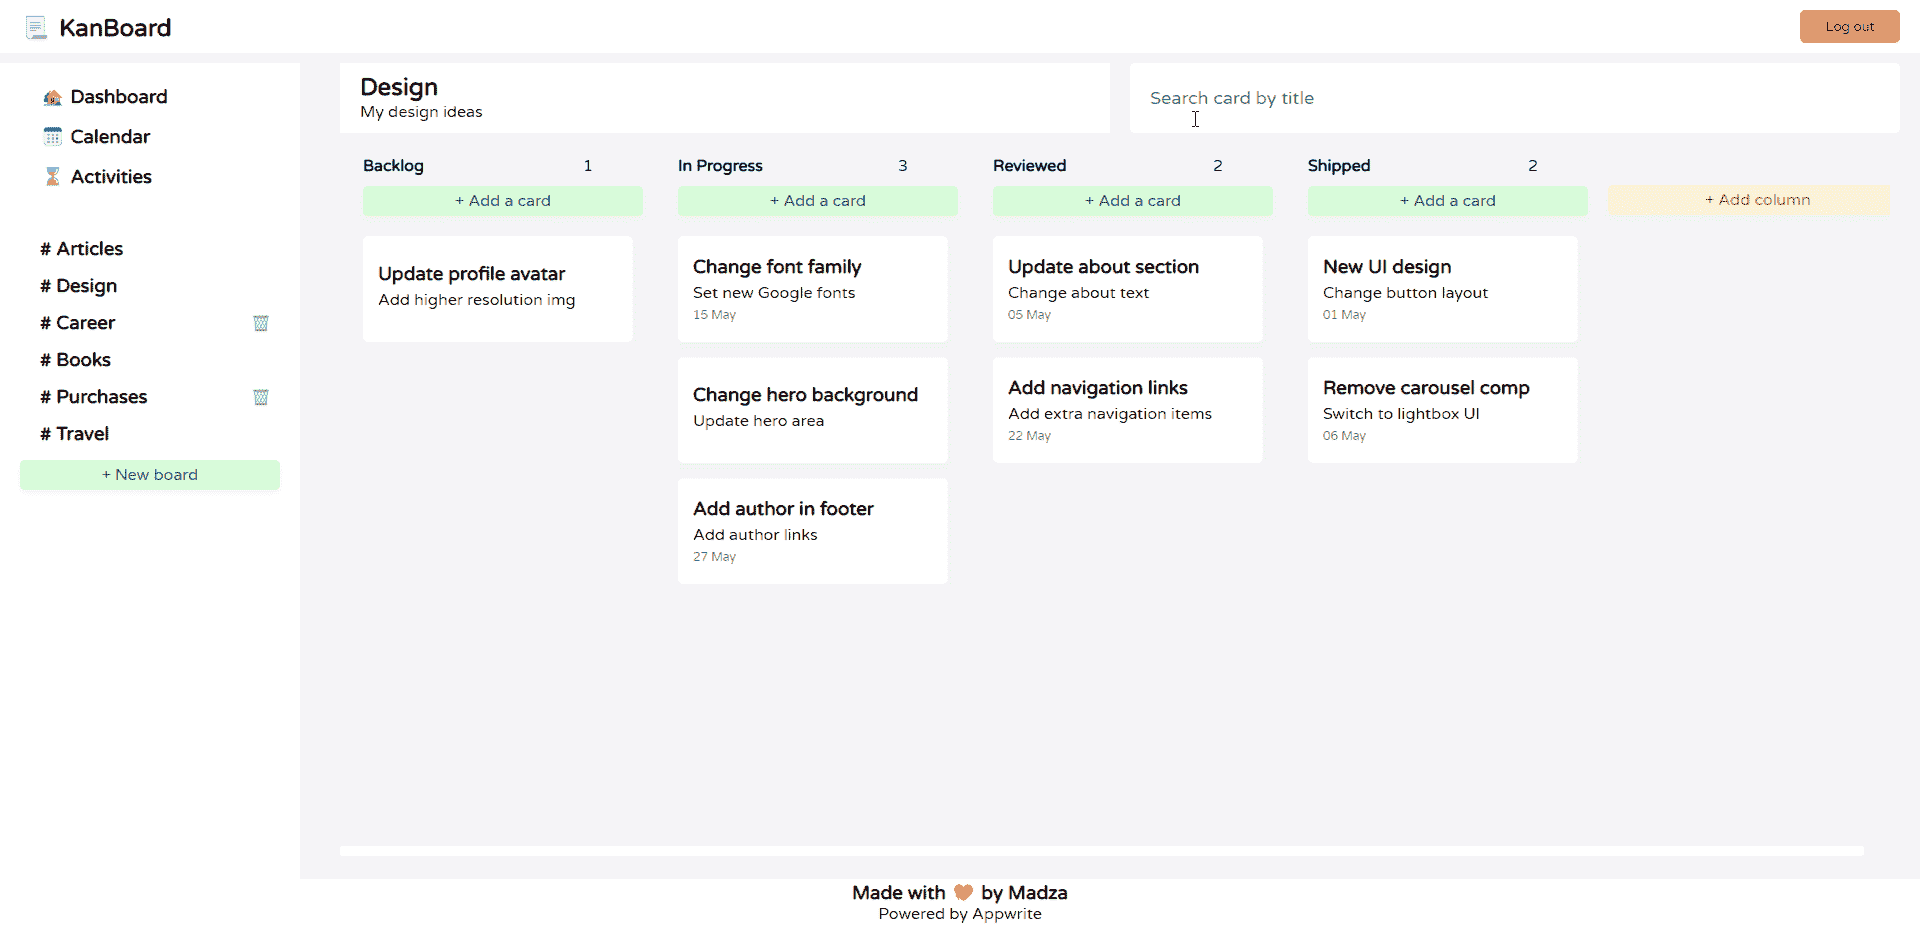 KanBoard
Log out
Dashboard
Calendar
Activities
# Articles
# Design
# Career
# Books
# Purchases
# Travel
+ New board
Design
My design ideas
Search card by title
Backlog 1
+ Add a card
Update profile avatar
Add higher resolution img
In Progress 3
+ Add a card
Change font family
Set new Google fonts
15 May
Change hero background
Update hero area
Add author in footer
Add author links
27 May
Reviewed 2
+ Add a card
Update about section
Change about text
05 May
Add navigation links
Add extra navigation items
22 May
Shipped 2
+ Add a card
New UI design
Change button layout
01 May
Remove carousel comp
Switch to lightbox UI
06 May
+ Add column
Made with 🧡 by Madza
Powered by Appwrite